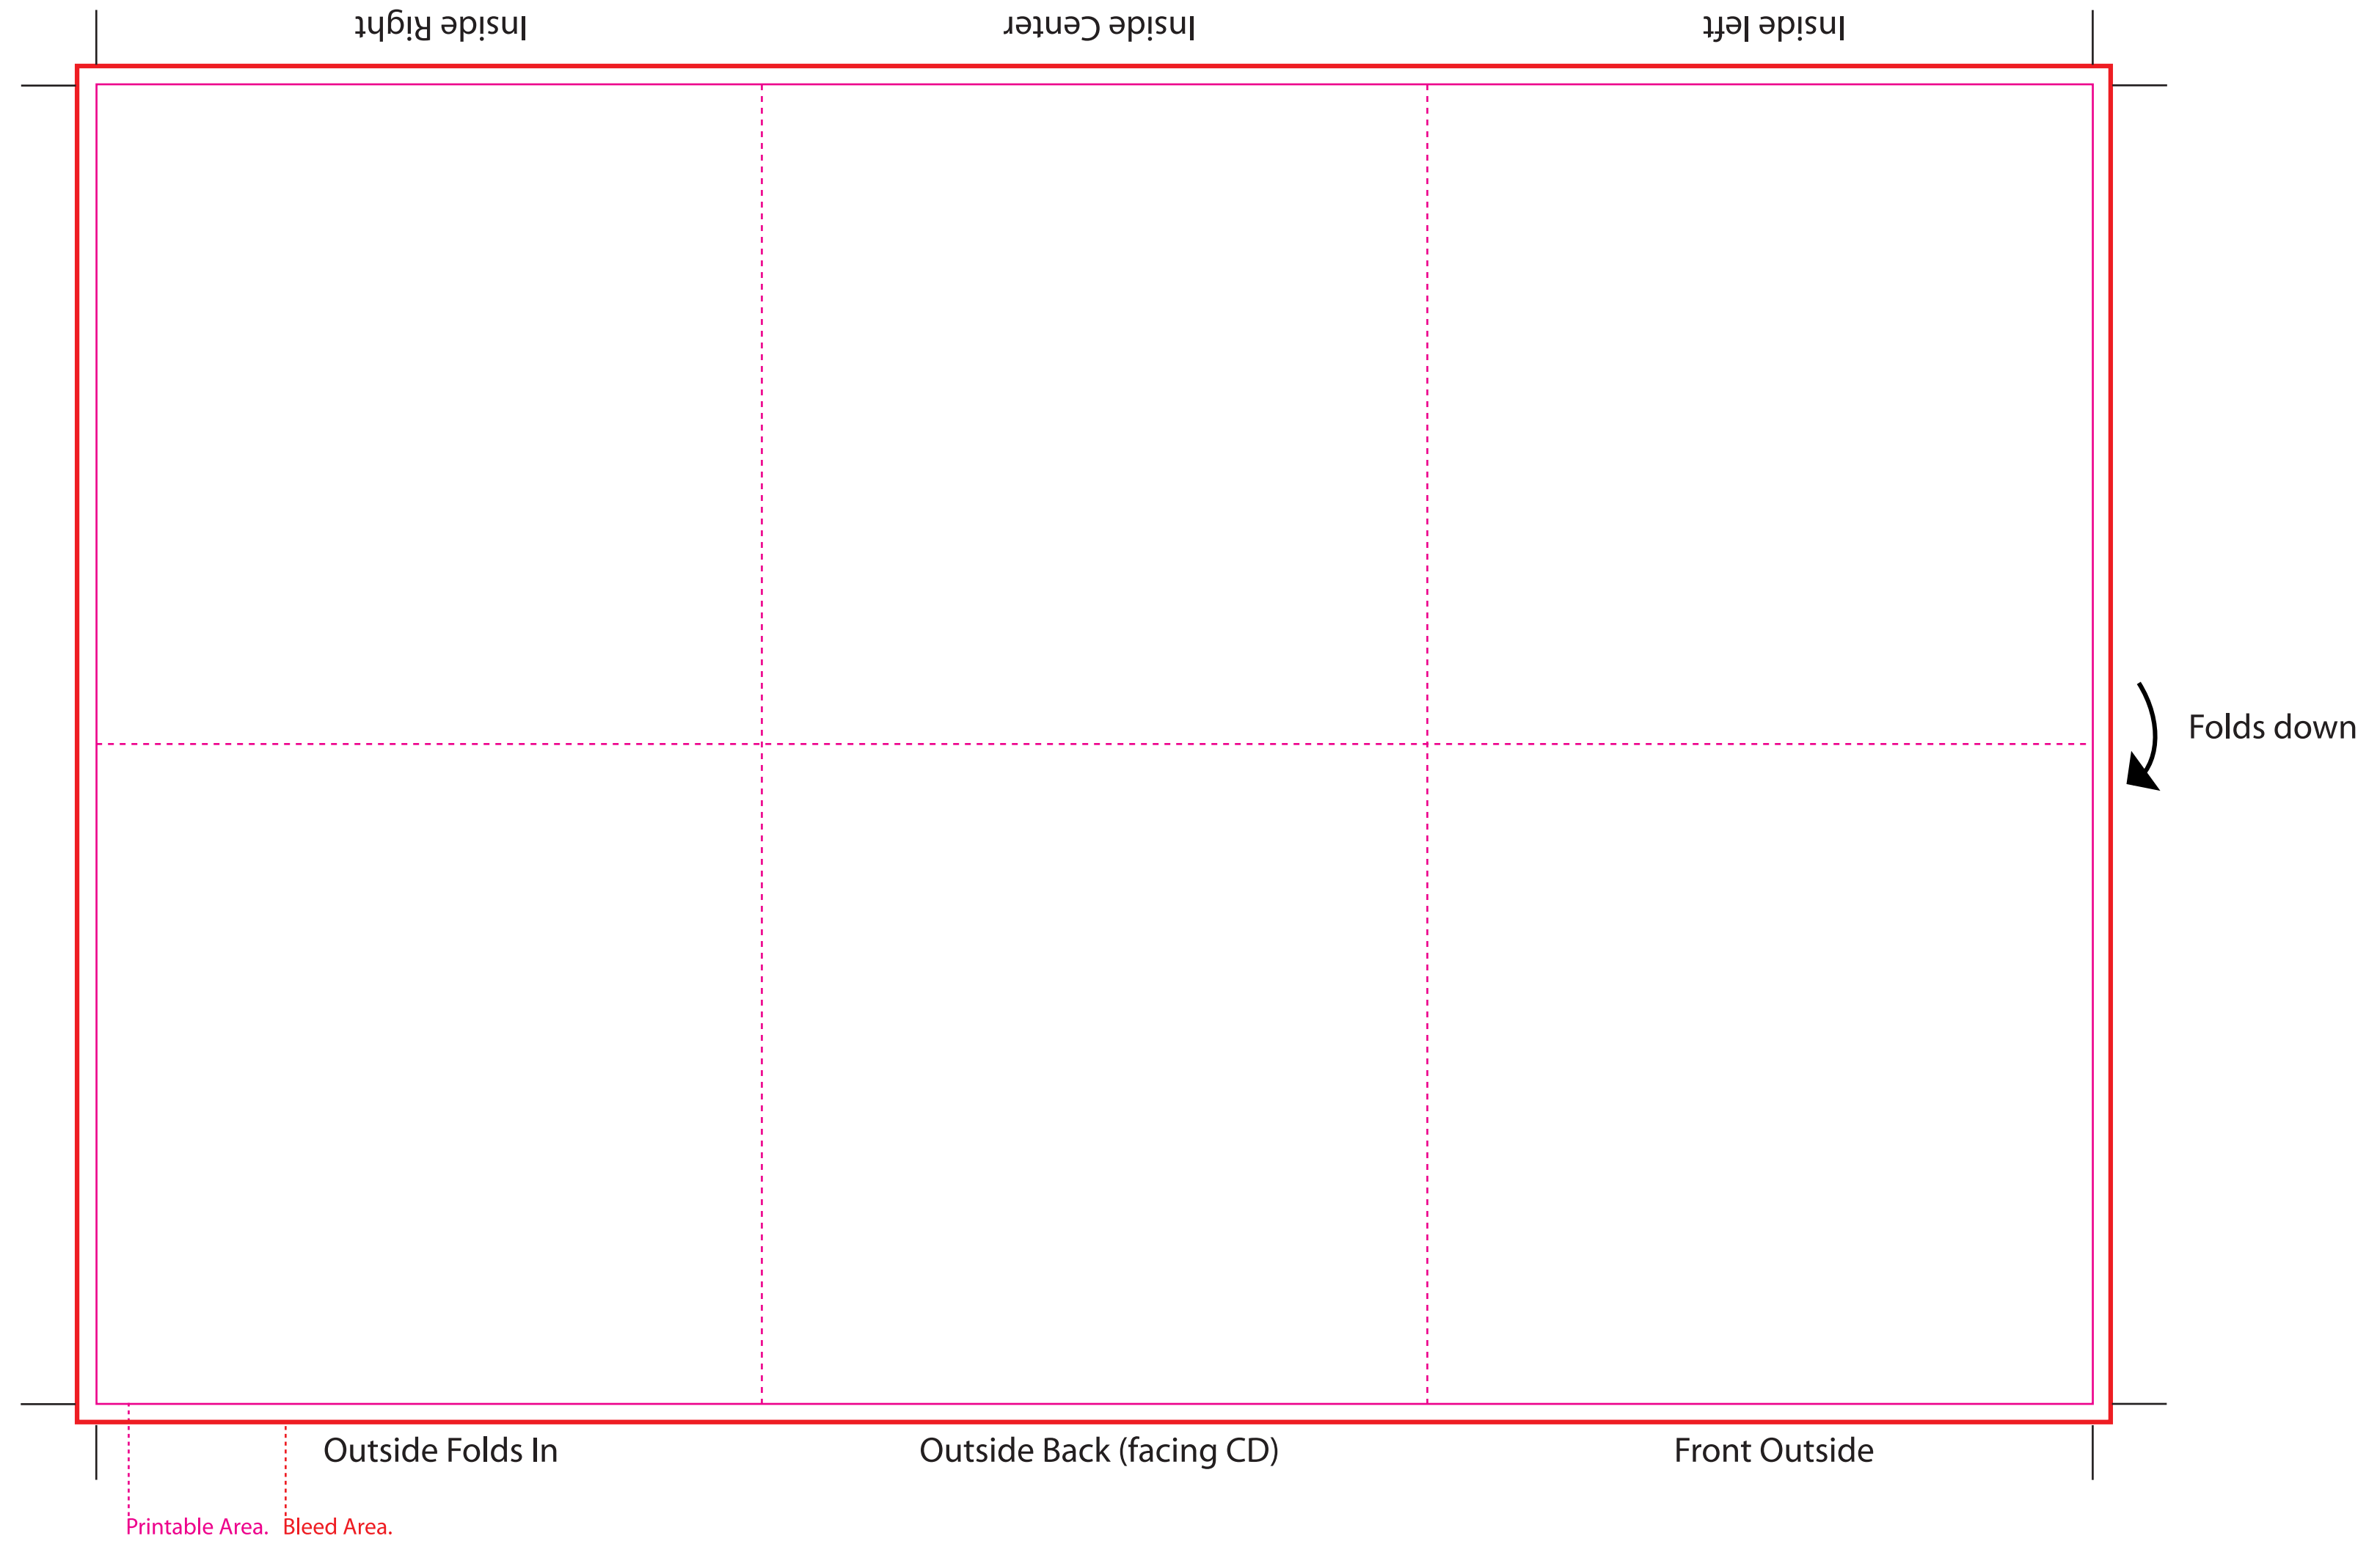 Inside Right
Inside Center
Inside left
Folds down
Outside Folds In
Outside Back (facing CD)
Front Outside
Printable Area.
Bleed Area.